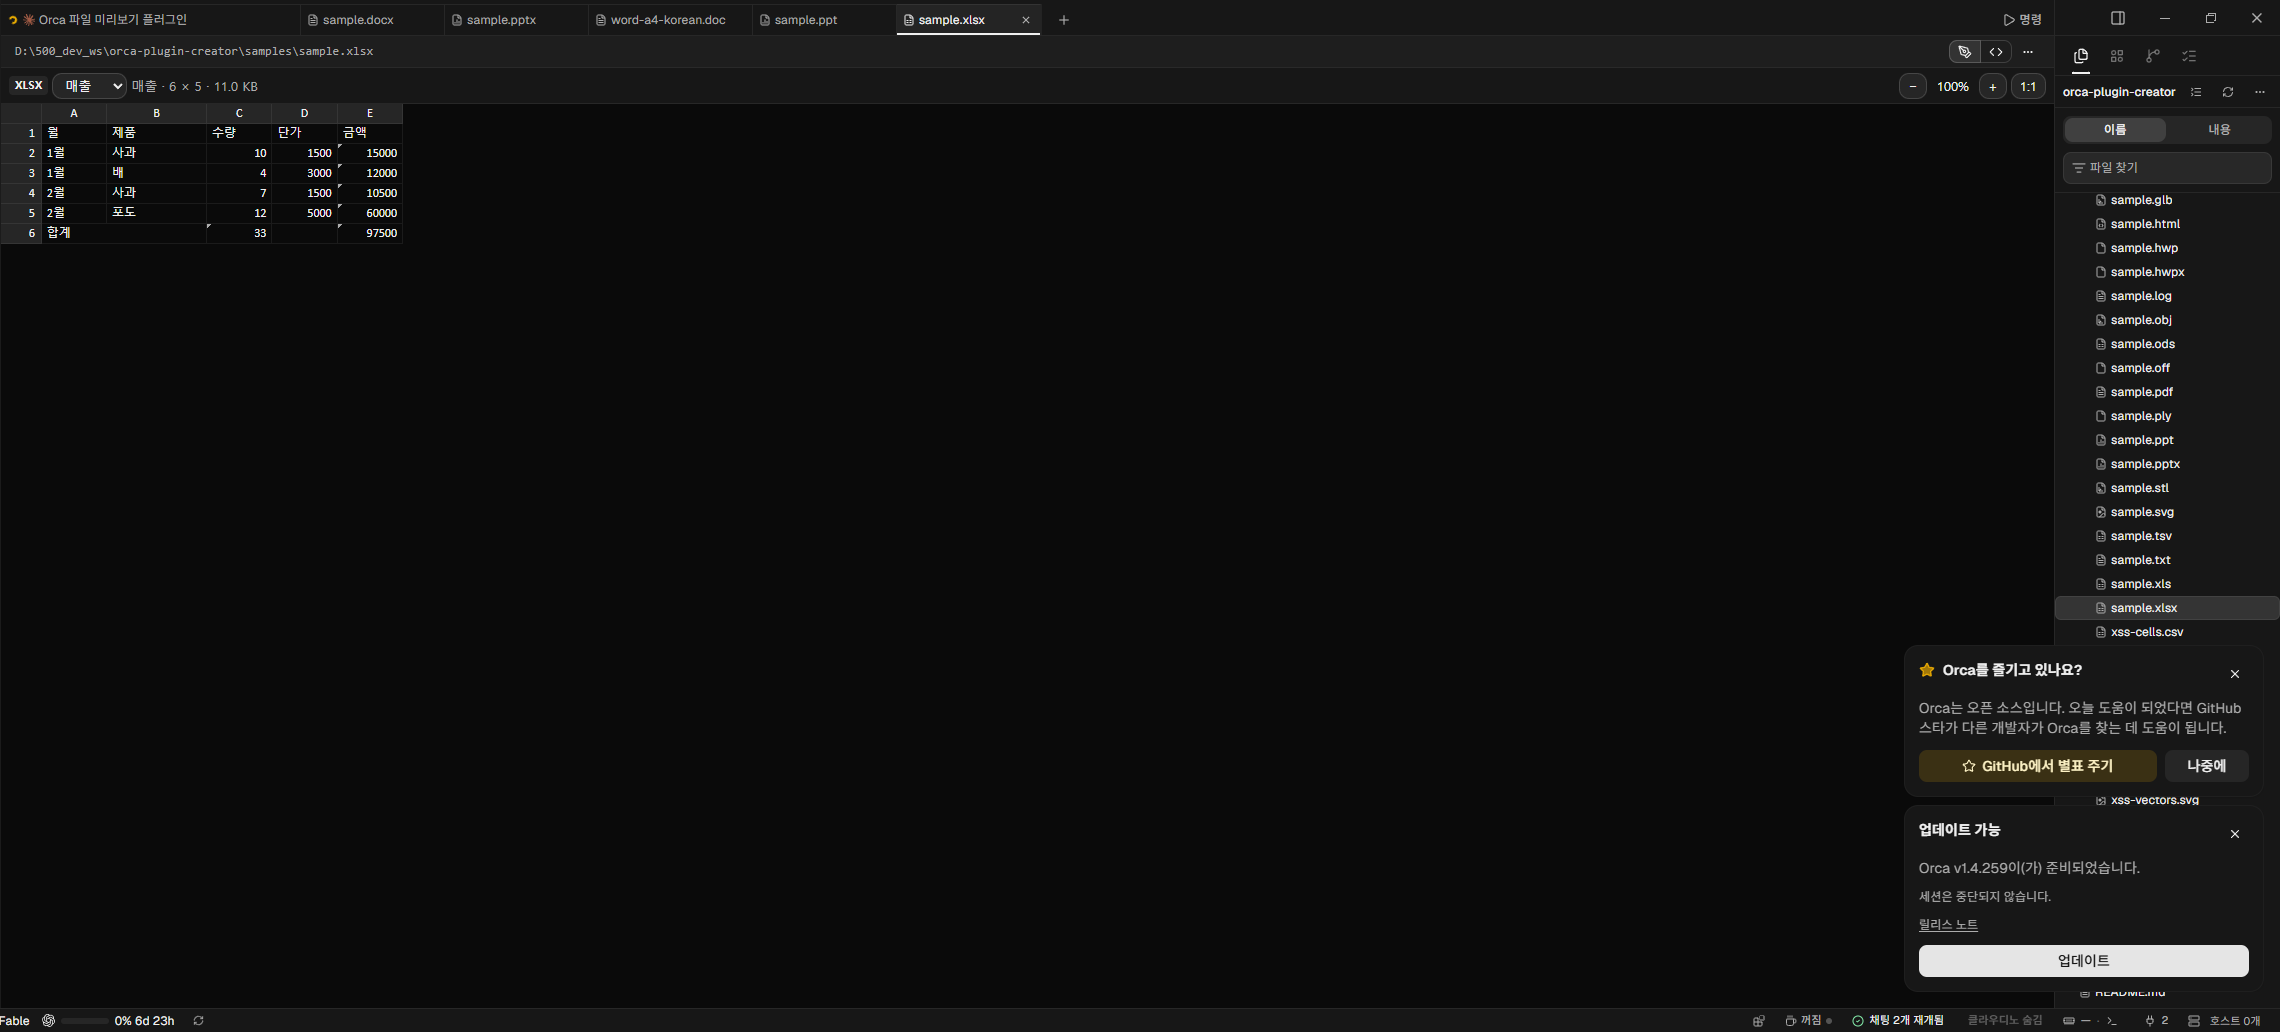 Orca 파일 미리보기 플러그인
sample.docx
sample.pptx
word-a4-korean.doc
sample.ppt
sample.xlsx
명령
D:\500_dev_ws\orca-plugin-creator\samples\sample.xlsx
XLSX 매출 매출 · 6 × 5 · 11.0 KB
− 100% + 1:1
A B C D E
1 월 제품 수량 단가 금액
2 1월 사과 10 1500 15000
3 1월 배 4 3000 12000
4 2월 사과 7 1500 10500
5 2월 포도 12 5000 60000
6 합계 33 97500
orca-plugin-creator
이름 내용
파일 찾기
sample.glb
sample.html
sample.hwp
sample.hwpx
sample.log
sample.obj
sample.ods
sample.off
sample.pdf
sample.ply
sample.ppt
sample.pptx
sample.stl
sample.svg
sample.tsv
sample.txt
sample.xls
sample.xlsx
xss-cells.csv
Orca를 즐기고 있나요?
Orca는 오픈 소스입니다. 오늘 도움이 되었다면 GitHub
스타가 다른 개발자가 Orca를 찾는 데 도움이 됩니다.
GitHub에서 별표 주기 나중에
xss-vectors.svg
업데이트 가능
Orca v1.4.259이(가) 준비되었습니다.
세션은 중단되지 않습니다.
릴리스 노트
업데이트
README.md
Fable 0% 6d 23h
꺼짐
채팅 2개 재개됨
클라우디노 숨김
2
호스트 0개